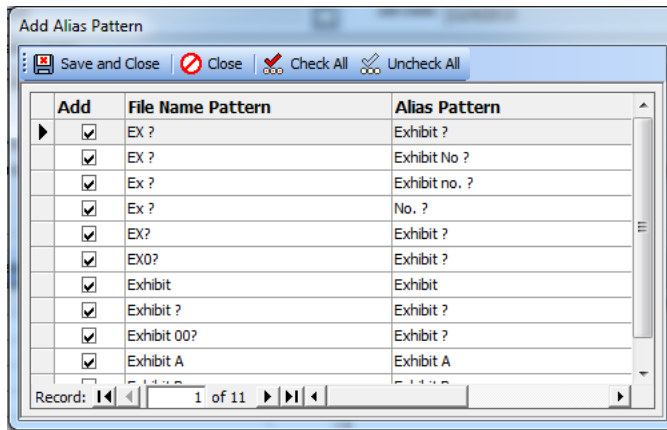 Add Alias Pattern
Save and Close Close Check All Uncheck All
Add File Name Pattern Alias Pattern
EX ? Exhibit ?
EX ? Exhibit No ?
Ex ? Exhibit no. ?
Ex ? No. ?
EX? Exhibit ?
EX0? Exhibit ?
Exhibit Exhibit
Exhibit ? Exhibit ?
Exhibit 00? Exhibit ?
Exhibit A Exhibit A
Record: 1 of 11